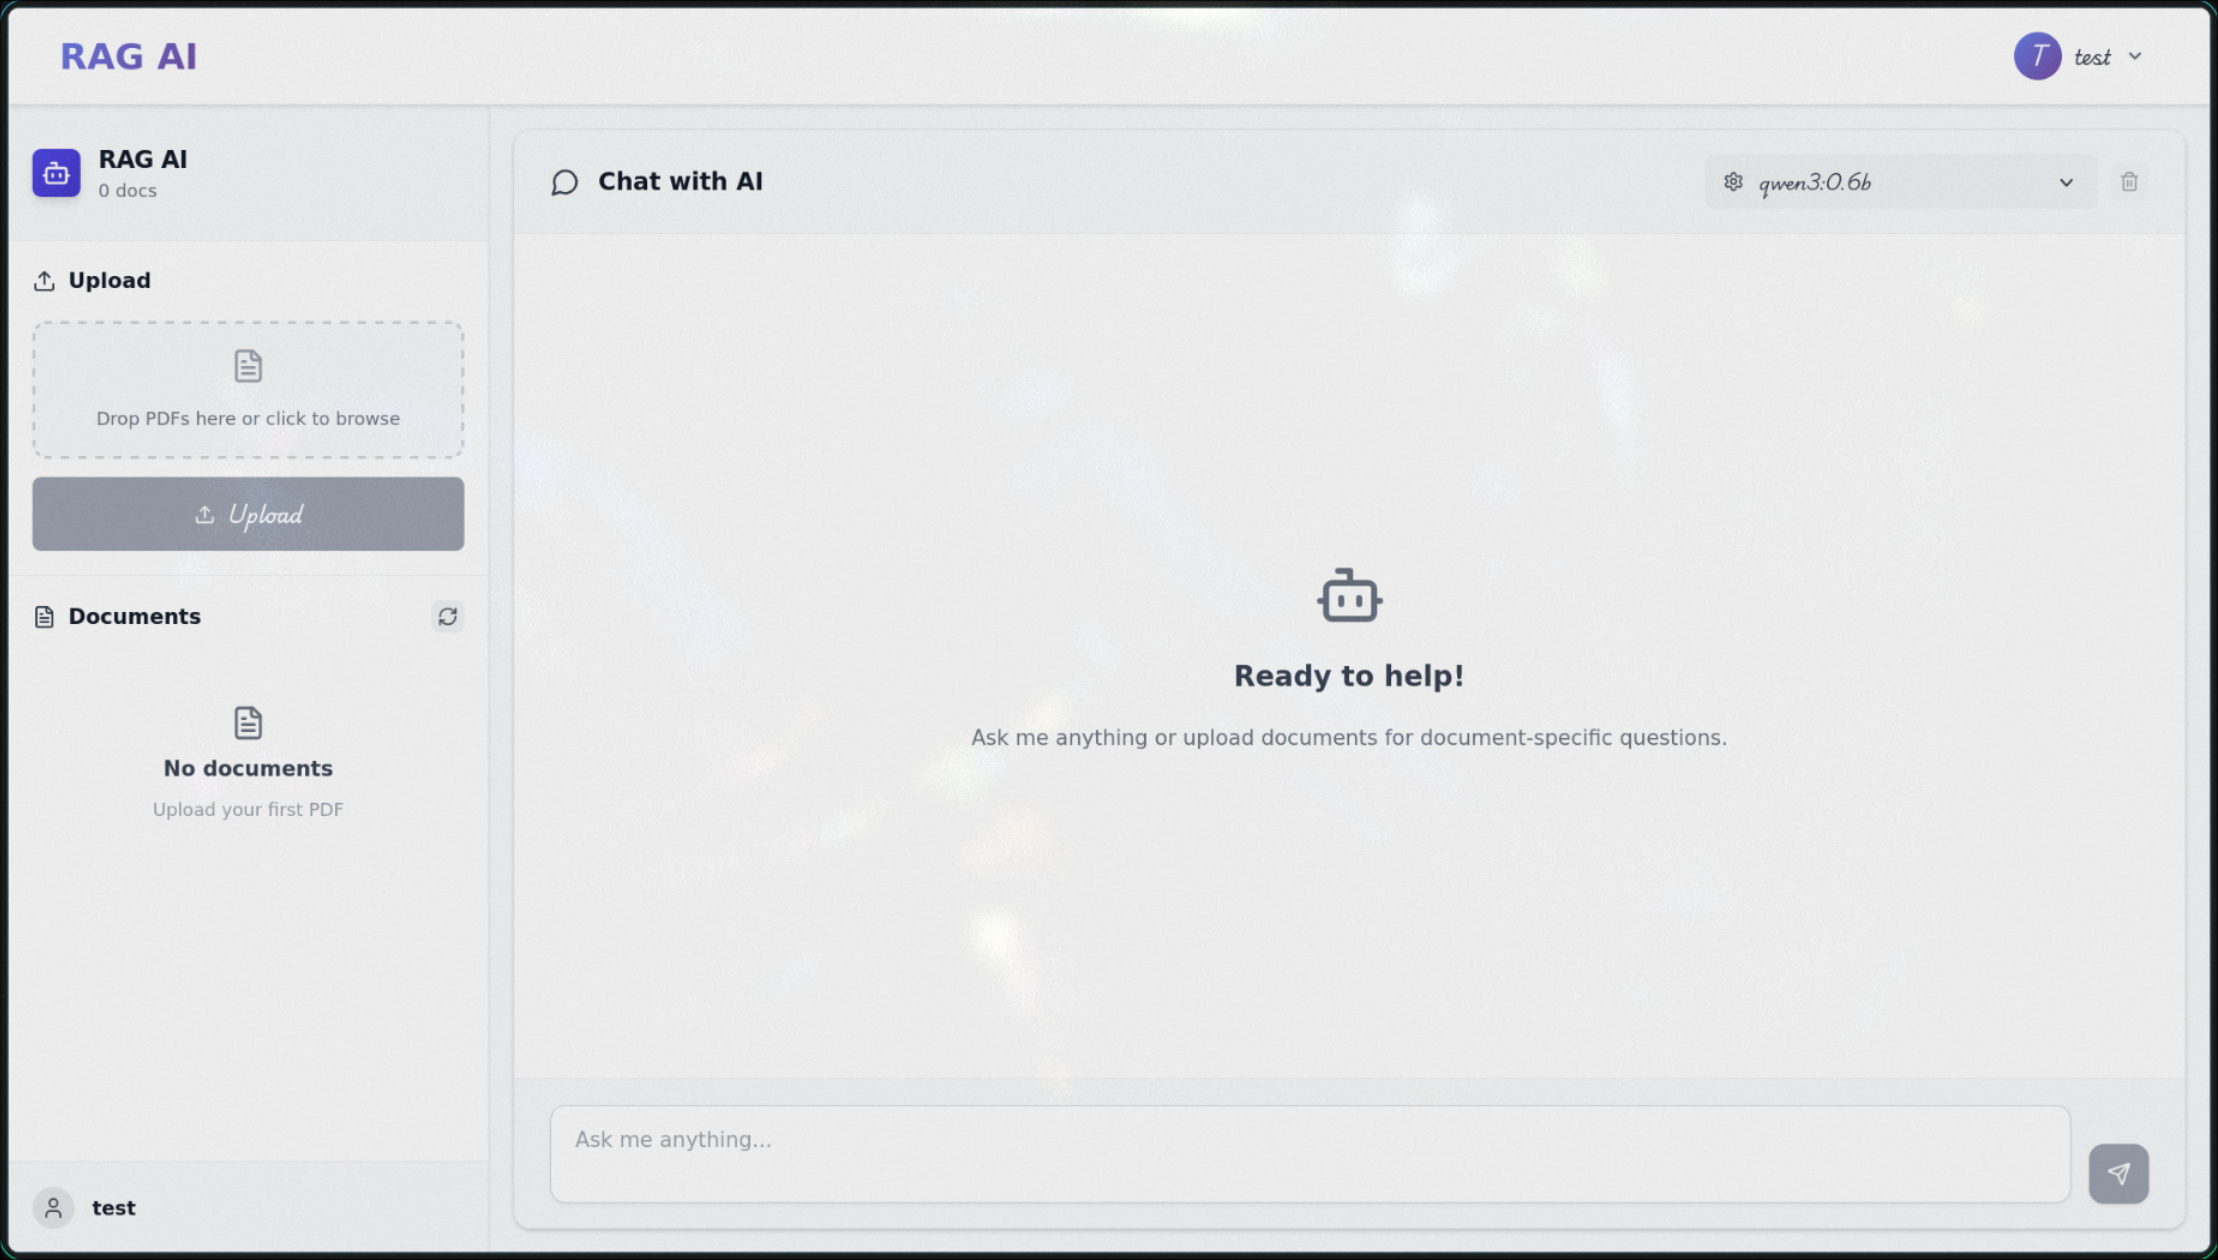 RAG AI
T test
RAG AI
0 docs
Chat with AI
qwen3:0.6b
Upload
Drop PDFs here or click to browse
Upload
Documents
No documents
Upload your first PDF
Ready to help!
Ask me anything or upload documents for document-specific questions.
Ask me anything...
test